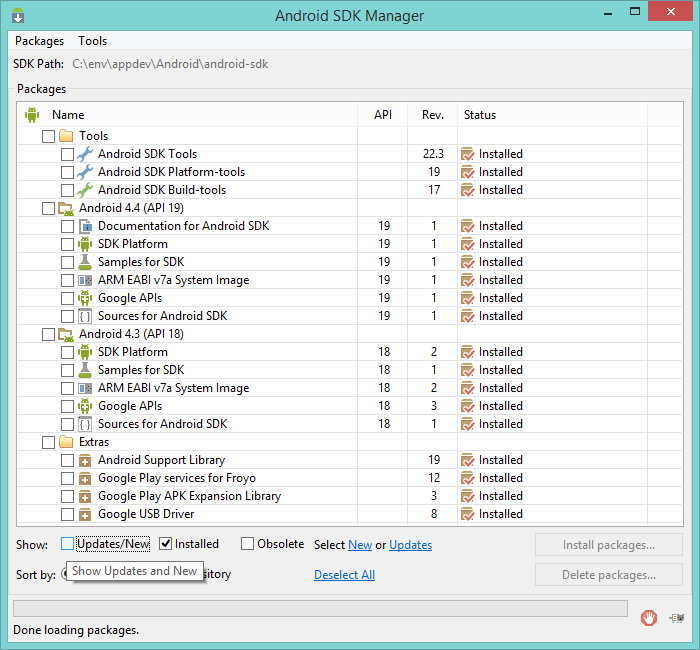 Android SDK Manager
Packages Tools
SDK Path: C:\env\appdev\Android\android-sdk
Packages
Name API Rev. Status
Tools
Android SDK Tools 22.3 Installed
Android SDK Platform-tools 19 Installed
Android SDK Build-tools 17 Installed
Android 4.4 (API 19)
Documentation for Android SDK 19 1 Installed
SDK Platform 19 1 Installed
Samples for SDK 19 1 Installed
ARM EABI v7a System Image 19 1 Installed
Google APIs 19 1 Installed
Sources for Android SDK 19 1 Installed
Android 4.3 (API 18)
SDK Platform 18 2 Installed
Samples for SDK 18 1 Installed
ARM EABI v7a System Image 18 2 Installed
Google APIs 18 3 Installed
Sources for Android SDK 18 1 Installed
Extras
Android Support Library 19 Installed
Google Play services for Froyo 12 Installed
Google Play APK Expansion Library 3 Installed
Google USB Driver 8 Installed
Show: Updates/New Installed Obsolete Select New or Updates Install packages...
Sort by: Show Updates and New sitory Deselect All Delete packages...
Done loading packages.